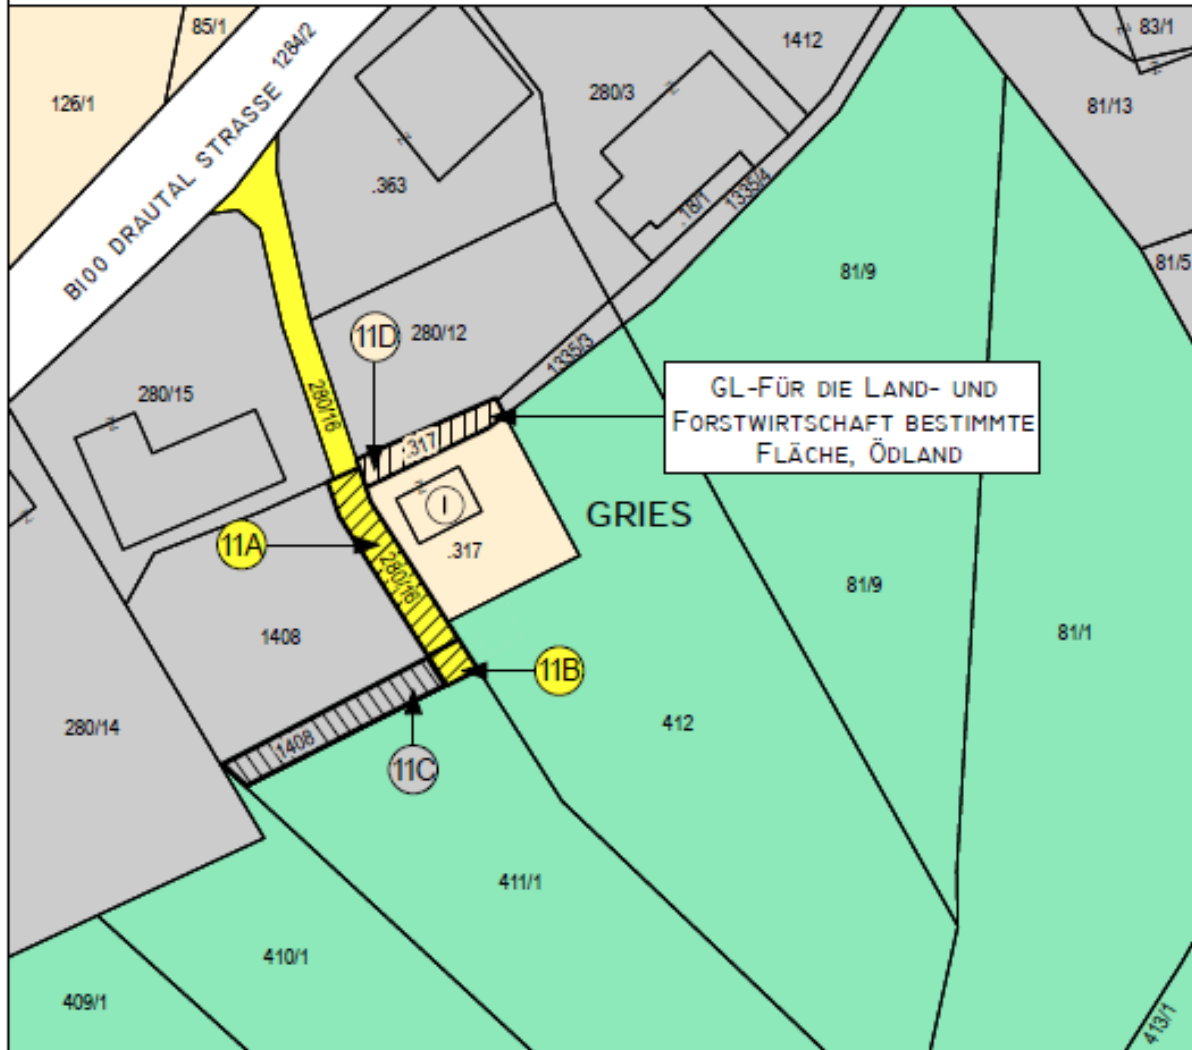 85/1
1284/2
1412
83/1
126/1
280/3
81/13
B100 DRAUTAL STRASSE
.363
.18/1
1335/4
81/9
81/5
11D
280/12
1335/3
280/15
280/16
GL-FÜR DIE LAND- UND
FORSTWIRTSCHAFT BESTIMMTE
FLÄCHE, ÖDLAND
.317
I
GRIES
11A
.317
280/16
81/9
1408
81/1
11B
280/14
412
1408
11C
411/1
410/1
409/1
413/1